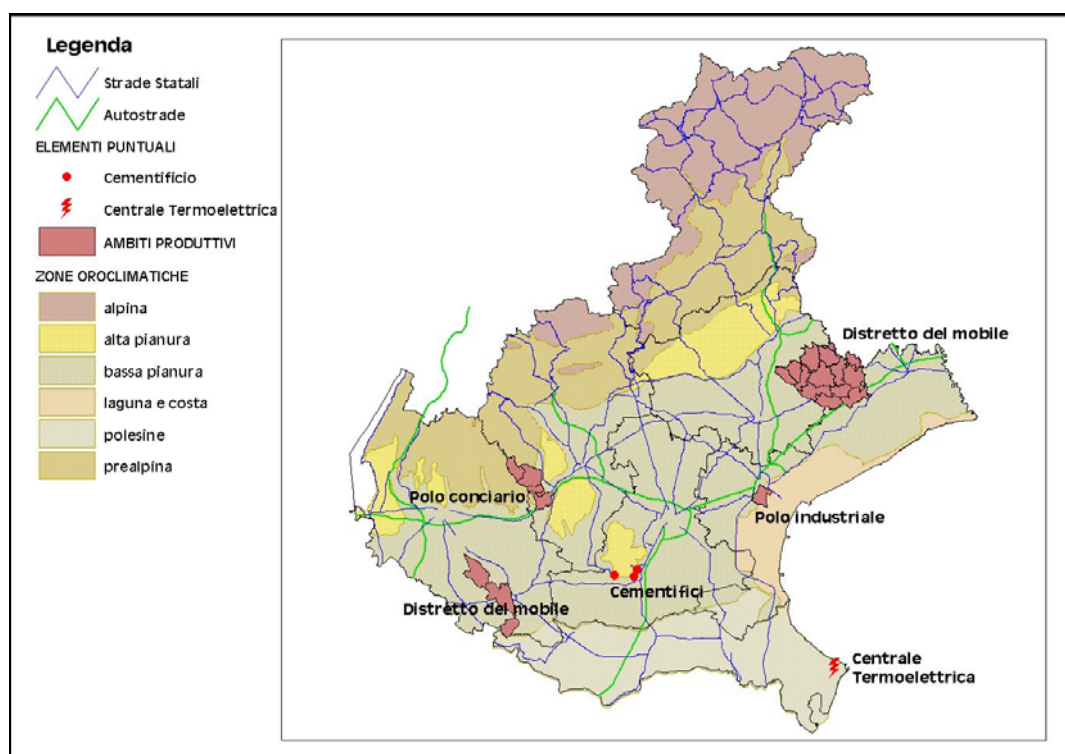 Legenda
Strade Statali
Autostrade
ELEMENTI PUNTUALI
Cementificio
Centrale Termoelettrica
AMBITI PRODUTTIVI
ZONE OROCLIMATICHE
alpina
alta pianura
bassa pianura
laguna e costa
polesine
prealpina
Distretto del mobile
Polo conciario
Polo industriale
Cementifici
Distretto del mobile
Centrale
Termoelettrica